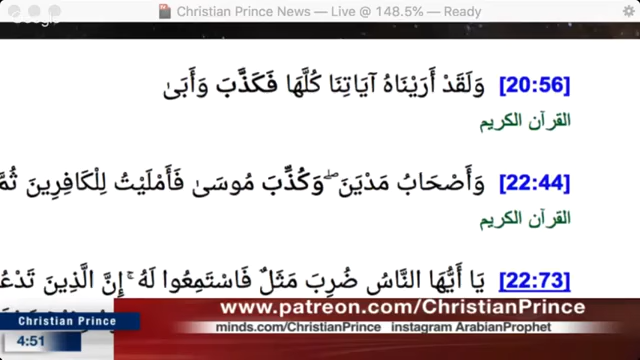 Christian Prince News — Live @ 148.5% — Ready
[20:56] وَلَقَدْ أَرَيْنَاهُ آيَاتِنَا كُلَّهَا فَكَذَّبَ وَأَبَىٰ
القرآن الكريم
[22:44] وَأَصْحَابُ مَدْيَنَ ۖ وَكُذِّبَ مُوسَىٰ فَأَمْلَيْتُ لِلْكَافِرِينَ
القرآن الكريم
[22:73] يَا أَيُّهَا النَّاسُ ضُرِبَ مَثَلٌ فَاسْتَمِعُوا لَهُ ۚ إِنَّ الَّذِينَ
www.patreon.com/ChristianPrince
Christian Prince
minds.com/ChristianPrince instagram ArabianProphet
4:51